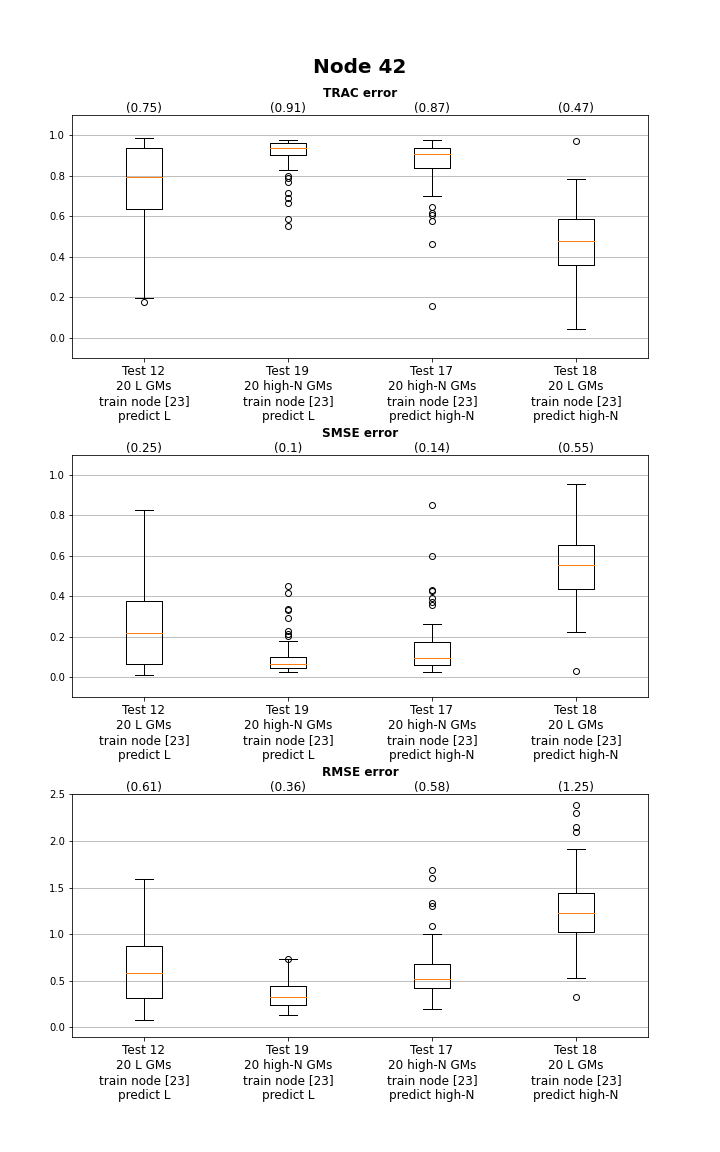 Node 42
TRAC error
(0.75) (0.91) (0.87) (0.47)
1.0
0.8
0.6
0.4
0.2
0.0
Test 12 Test 19 Test 17 Test 18
20 L GMs 20 high-N GMs 20 high-N GMs 20 L GMs
train node [23] train node [23] train node [23] train node [23]
predict L predict L predict high-N predict high-N
SMSE error
(0.25) (0.1) (0.14) (0.55)
1.0
0.8
0.6
0.4
0.2
0.0
Test 12 Test 19 Test 17 Test 18
20 L GMs 20 high-N GMs 20 high-N GMs 20 L GMs
train node [23] train node [23] train node [23] train node [23]
predict L predict L predict high-N predict high-N
RMSE error
(0.61) (0.36) (0.58) (1.25)
2.5
2.0
1.5
1.0
0.5
0.0
Test 12 Test 19 Test 17 Test 18
20 L GMs 20 high-N GMs 20 high-N GMs 20 L GMs
train node [23] train node [23] train node [23] train node [23]
predict L predict L predict high-N predict high-N